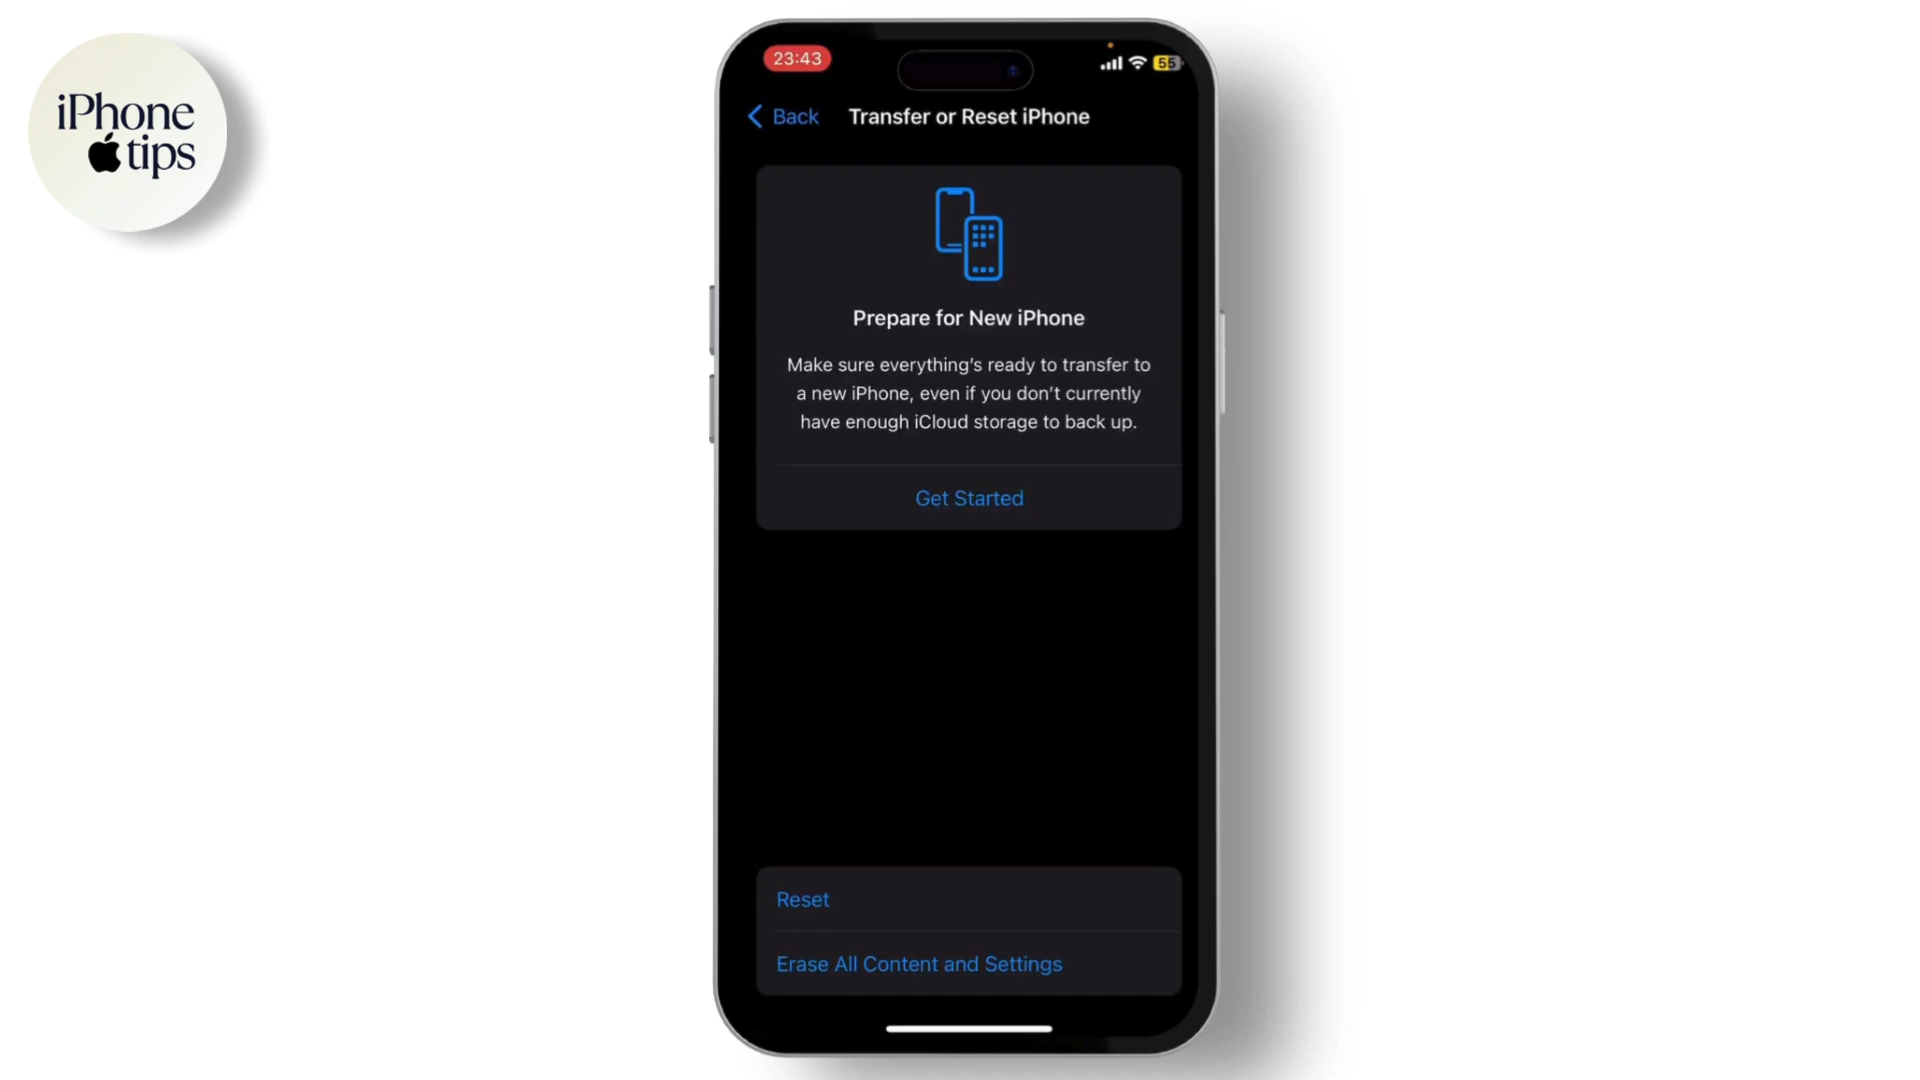 iPhone
tips
23:43
55
Back
Transfer or Reset iPhone
Prepare for New iPhone
Make sure everything's ready to transfer to
a new iPhone, even if you don't currently
have enough iCloud storage to back up.
Get Started
Reset
Erase All Content and Settings